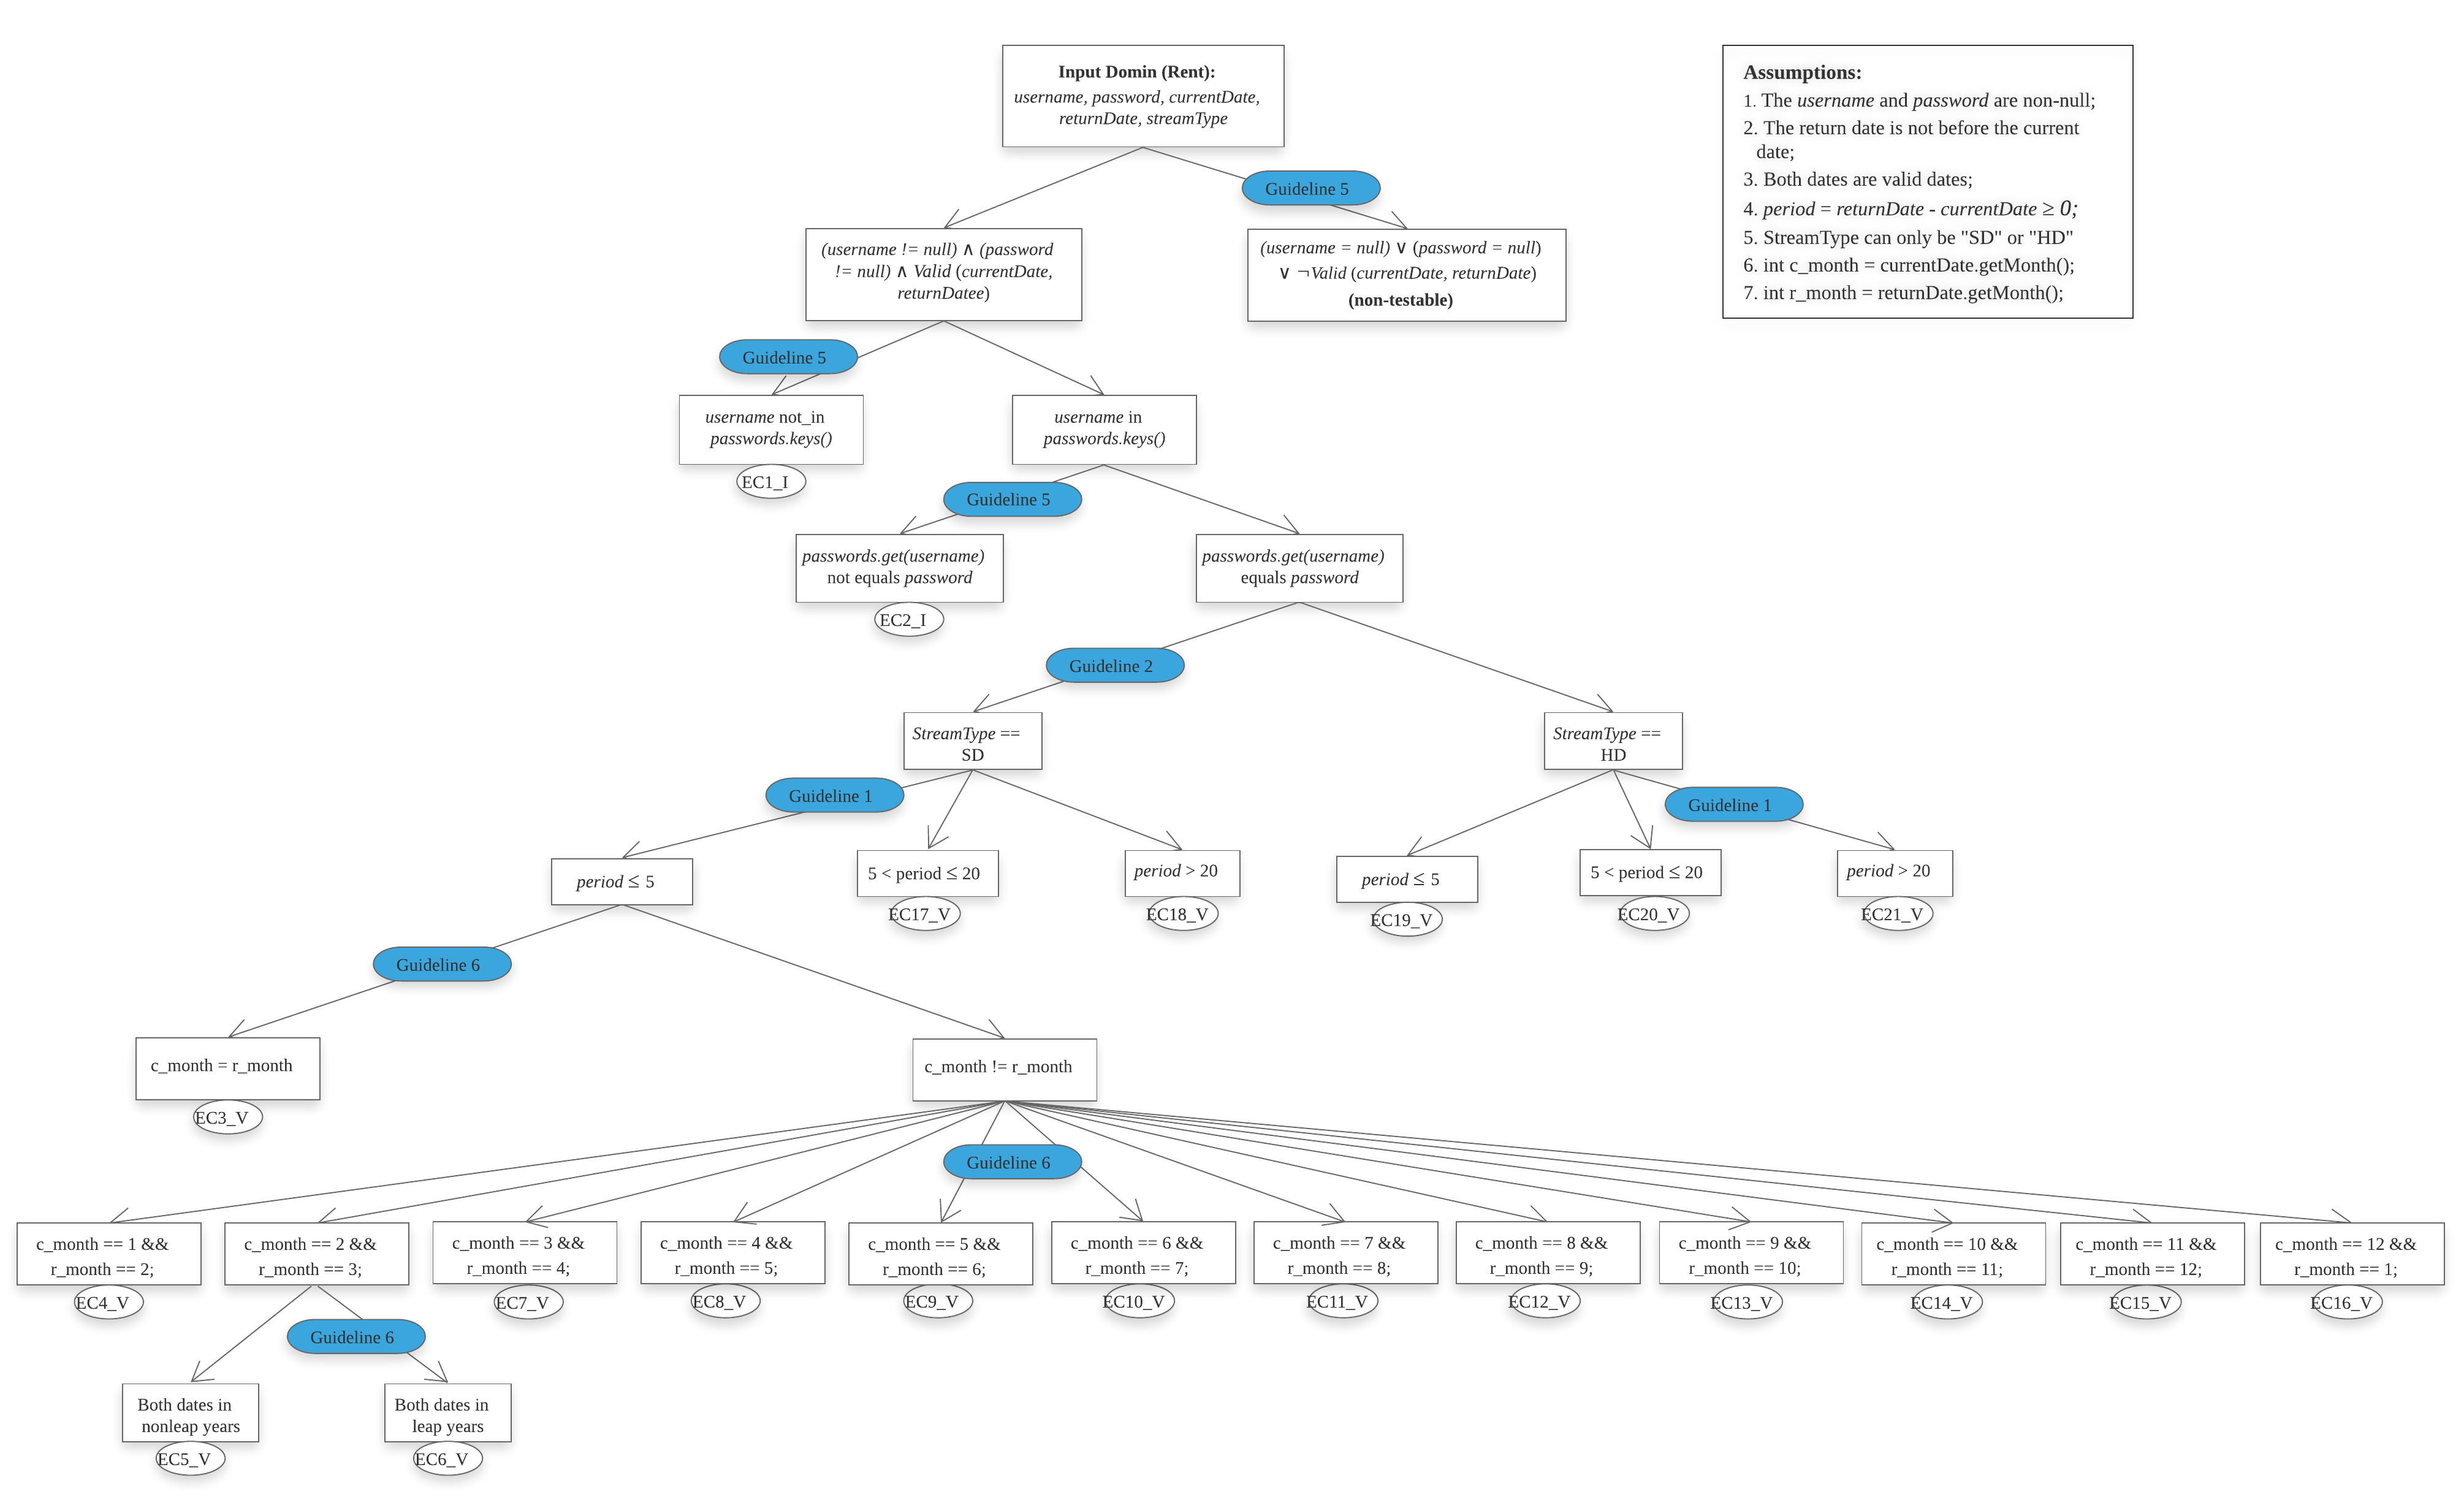 Input Domin (Rent):
username, password, currentDate,
returnDate, streamType
Assumptions:
1. The username and password are non-null;
2. The return date is not before the current
date;
3. Both dates are valid dates;
4. period = returnDate - currentDate ≥ 0;
5. StreamType can only be "SD" or "HD"
6. int c_month = currentDate.getMonth();
7. int r_month = returnDate.getMonth();
Guideline 5
(username != null) ∧ (password
!= null) ∧ Valid (currentDate,
returnDatee)
(username = null) ∨ (password = null)
∨ ¬Valid (currentDate, returnDate)
(non-testable)
Guideline 5
username not_in
passwords.keys()
EC1_I
username in
passwords.keys()
Guideline 5
passwords.get(username)
not equals password
EC2_I
passwords.get(username)
equals password
Guideline 2
StreamType ==
SD
StreamType ==
HD
Guideline 1
Guideline 1
period ≤ 5
5 < period ≤ 20
EC17_V
period > 20
EC18_V
period ≤ 5
EC19_V
5 < period ≤ 20
EC20_V
period > 20
EC21_V
Guideline 6
c_month = r_month
EC3_V
c_month != r_month
Guideline 6
c_month == 1 &&
r_month == 2;
EC4_V
c_month == 2 &&
r_month == 3;
c_month == 3 &&
r_month == 4;
EC7_V
c_month == 4 &&
r_month == 5;
EC8_V
c_month == 5 &&
r_month == 6;
EC9_V
c_month == 6 &&
r_month == 7;
EC10_V
c_month == 7 &&
r_month == 8;
EC11_V
c_month == 8 &&
r_month == 9;
EC12_V
c_month == 9 &&
r_month == 10;
EC13_V
c_month == 10 &&
r_month == 11;
EC14_V
c_month == 11 &&
r_month == 12;
EC15_V
c_month == 12 &&
r_month == 1;
EC16_V
Guideline 6
Both dates in
nonleap years
EC5_V
Both dates in
leap years
EC6_V